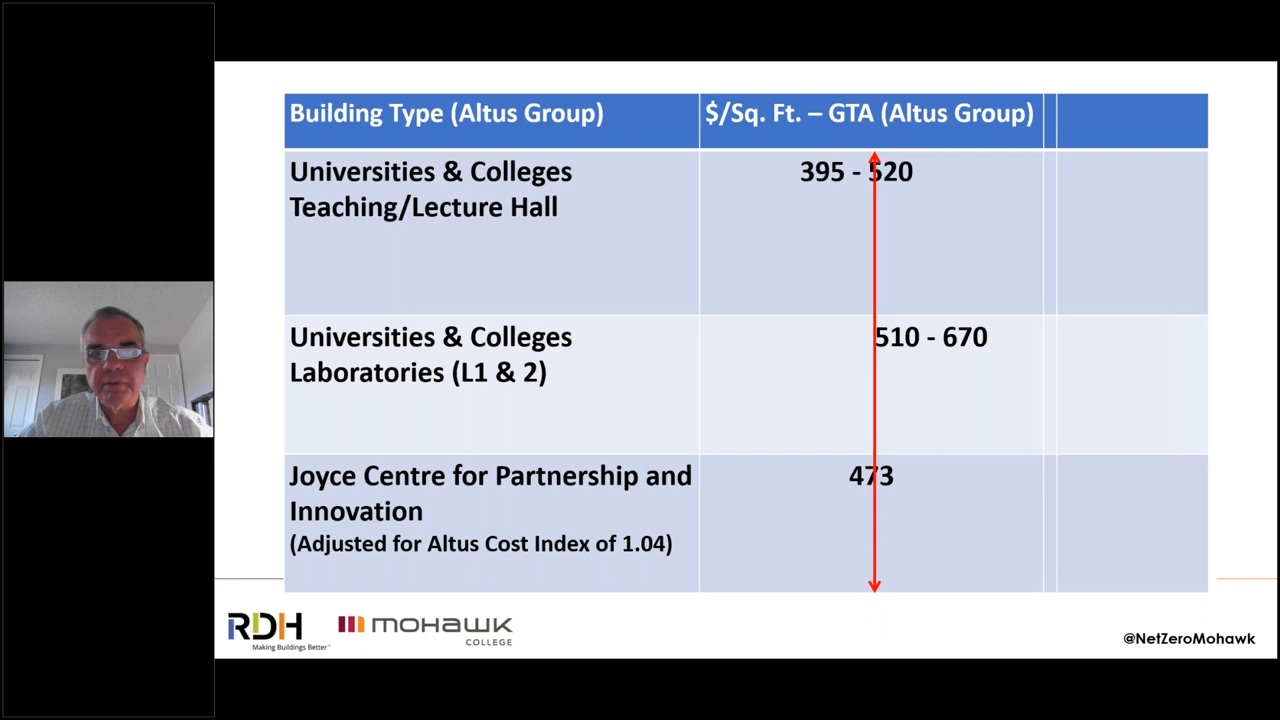 Building Type (Altus Group)
$/Sq. Ft. – GTA (Altus Group)
Universities & Colleges
Teaching/Lecture Hall
395 - 520
Universities & Colleges
Laboratories (L1 & 2)
510 - 670
Joyce Centre for Partnership and
Innovation
(Adjusted for Altus Cost Index of 1.04)
473
RDH
Making Buildings Better™
mohawk
COLLEGE
@NetZeroMohawk